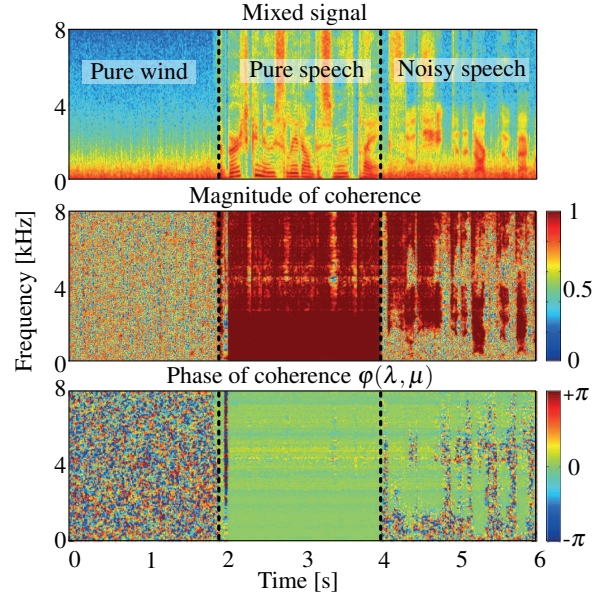 Mixed signal
8
4
0
Pure wind
Pure speech
Noisy speech
Magnitude of coherence
8
4
0
1
0.5
0
Frequency [kHz]
Phase of coherence φ(λ, μ)
8
4
0
+π
0
-π
0 1 2 3 4 5 6
Time [s]